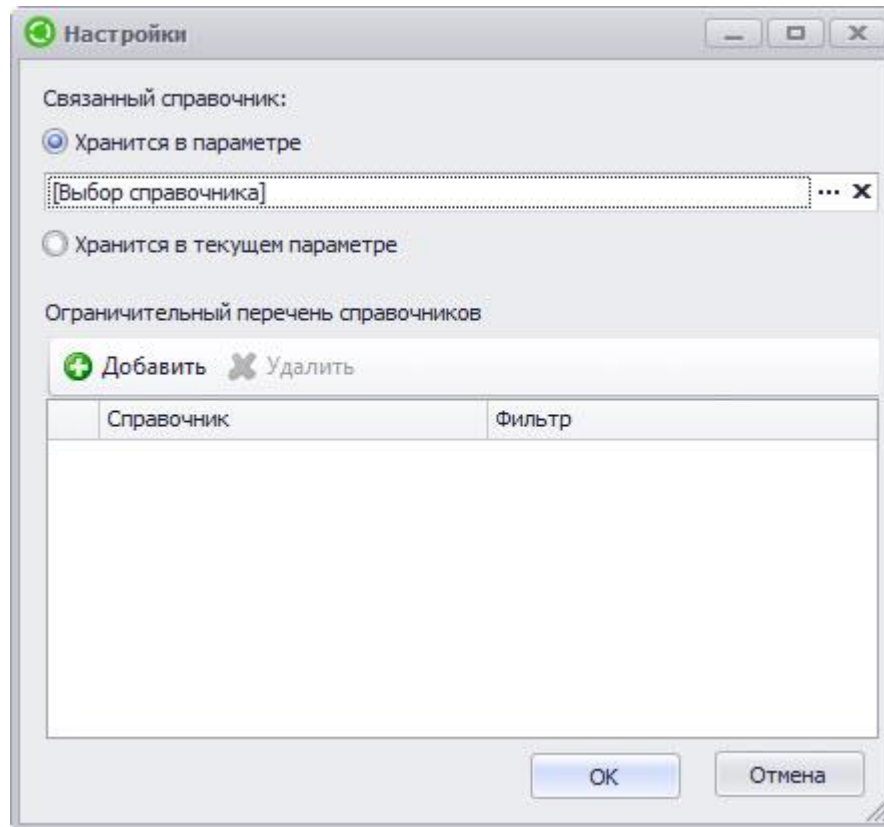 Настройки
Связанный справочник:
Хранится в параметре
[Выбор справочника]
Хранится в текущем параметре
Ограничительный перечень справочников
Добавить Удалить
Справочник Фильтр
OK Отмена